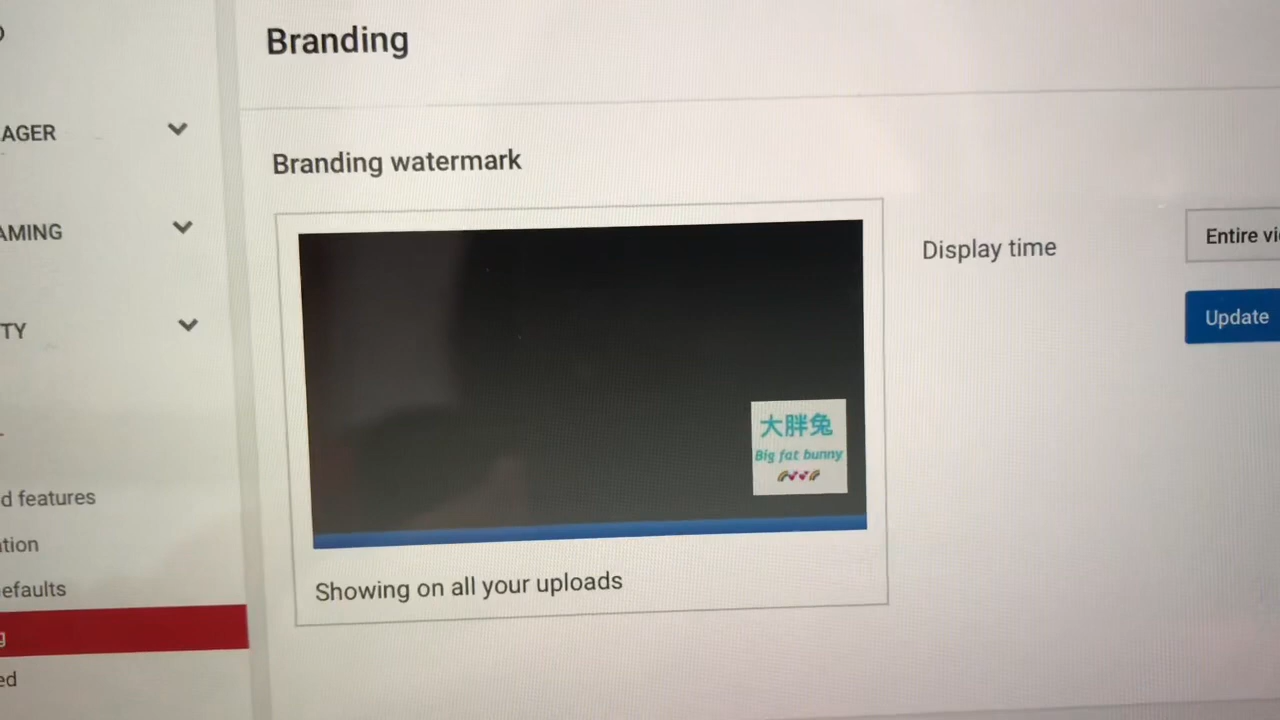 Branding
AGER
Branding watermark
AMING
Display time
Entire vi
Update
TY
大胖兔
Big fat bunny
d features
ation
efaults
Showing on all your uploads
g
ed